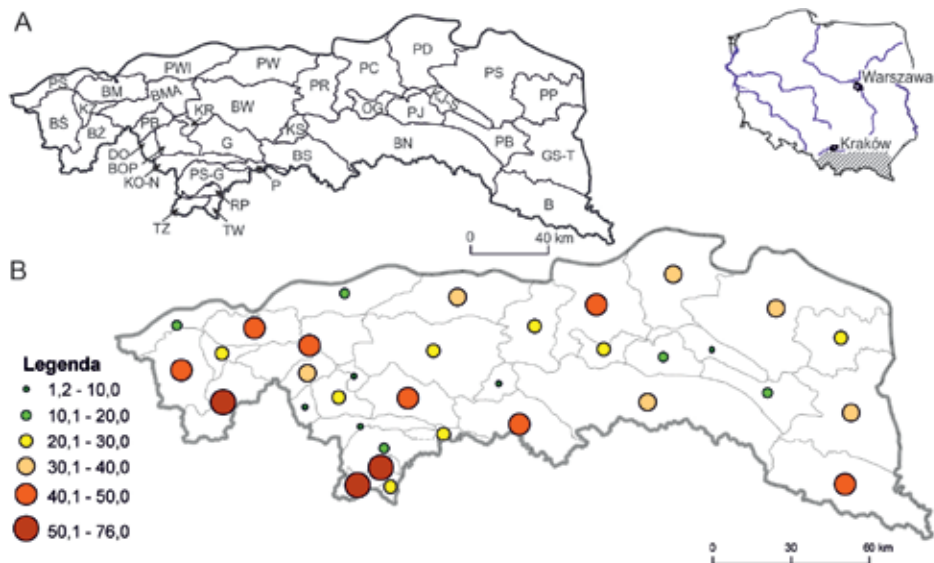 A
PD
PWI
PW
PC
PS
Warszawa
PŚ
BM
PR
PP
BMA
K
BW
KR
OG
KJ-S
PJ
BŚ
BŻ
PB
KS
Kraków
BN
PB
DO
G
BS
GS-T
BOP
KO-N
PS-G
P
B
RP
TZ
TW
0 40 km
B
Legenda
1,2 - 10,0
10,1 - 20,0
20,1 - 30,0
30,1 - 40,0
40,1 - 50,0
50,1 - 76,0
0 30 60 km